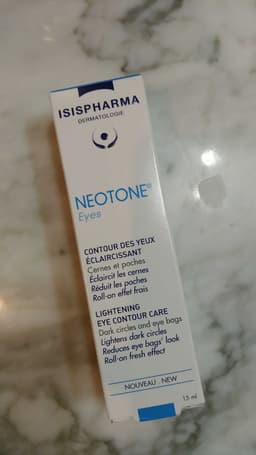 ISISPHARMA
DERMATOLOGIE
NEOTONE®
Eyes
CONTOUR DES YEUX
ÉCLAIRCISSANT
Cernes et poches
Éclaircit les cernes
Réduit les poches
Roll-on effet frais
LIGHTENING
EYE CONTOUR CARE
Dark circles and eye bags
Lightens dark circles
Reduces eye bags' look
Roll-on fresh effect
NOUVEAU . NEW
15 ml